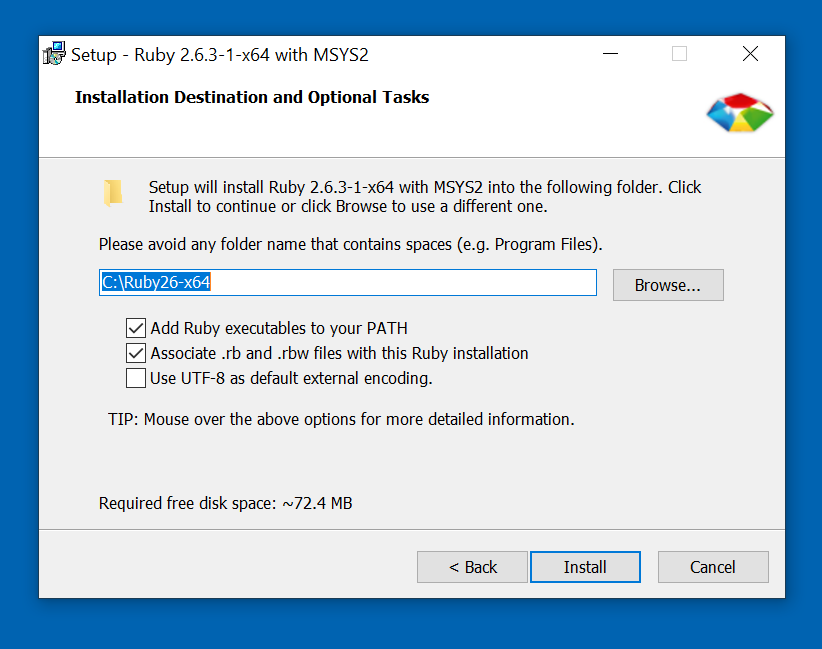 Setup - Ruby 2.6.3-1-x64 with MSYS2
Installation Destination and Optional Tasks
Setup will install Ruby 2.6.3-1-x64 with MSYS2 into the following folder. Click
Install to continue or click Browse to use a different one.
Please avoid any folder name that contains spaces (e.g. Program Files).
C:\Ruby26-x64
Browse...
Add Ruby executables to your PATH
Associate .rb and .rbw files with this Ruby installation
Use UTF-8 as default external encoding.
TIP: Mouse over the above options for more detailed information.
Required free disk space: ~72.4 MB
< Back
Install
Cancel